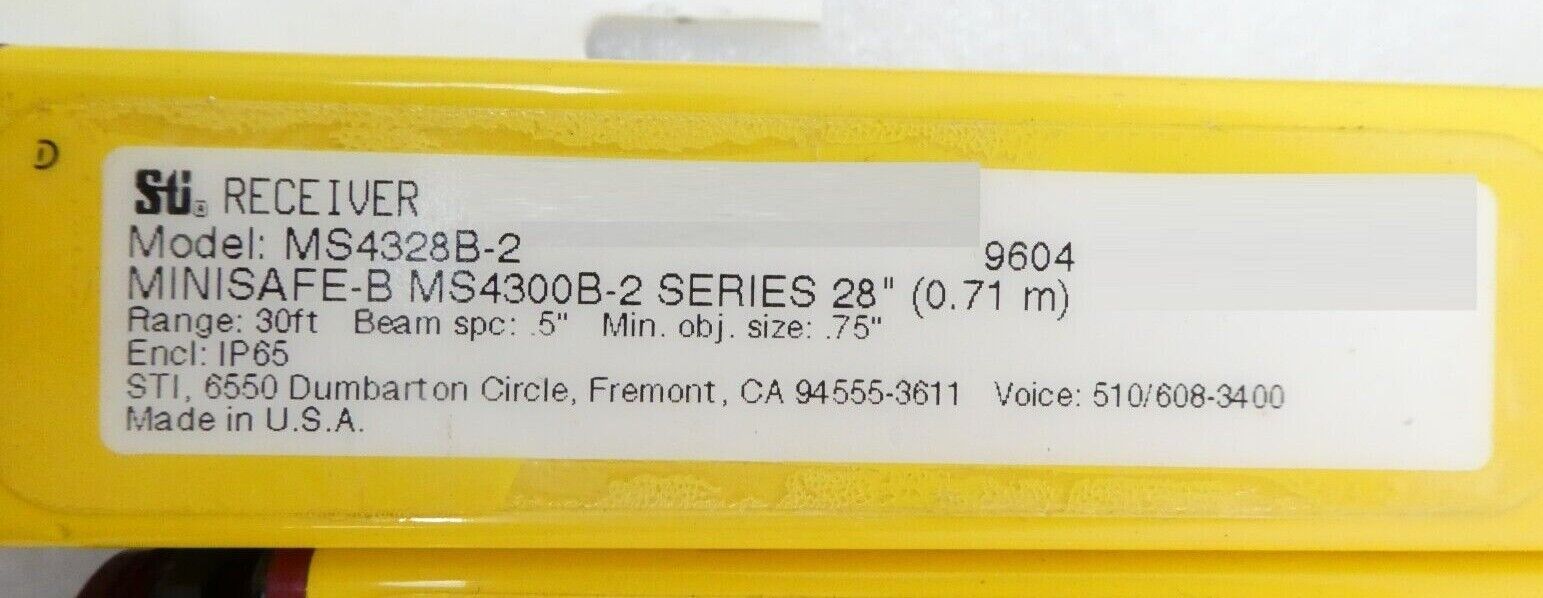 D
STi® RECEIVER
Model: MS4328B-2 9604
MINISAFE-B MS4300B-2 SERIES 28" (0.71 m)
Range: 30ft Beam spc: .5" Min. obj. size: .75"
Encl: IP65
STI, 6550 Dumbarton Circle, Fremont, CA 94555-3611 Voice: 510/608-3400
Made in U.S.A.